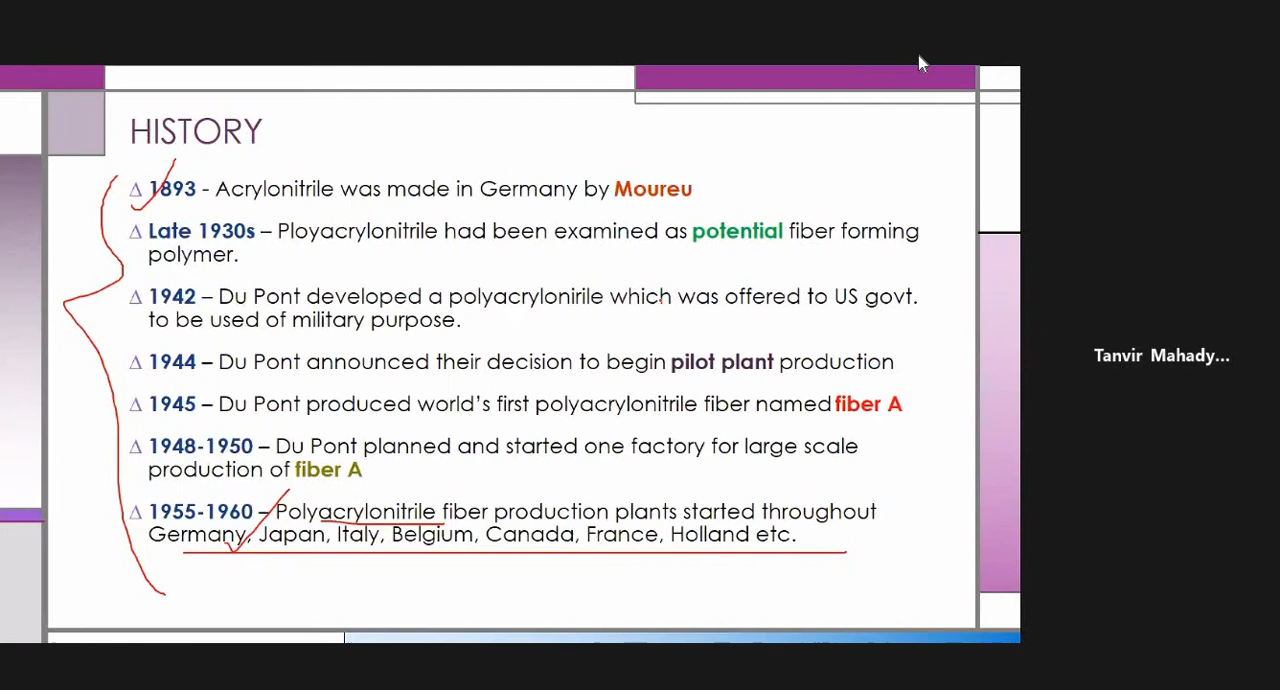 HISTORY
Δ 1893 - Acrylonitrile was made in Germany by Moureu
Δ Late 1930s – Ployacrylonitrile had been examined as potential fiber forming
polymer.
Δ 1942 – Du Pont developed a polyacrylonirile which was offered to US govt.
to be used of military purpose.
Δ 1944 – Du Pont announced their decision to begin pilot plant production
Δ 1945 – Du Pont produced world's first polyacrylonitrile fiber named fiber A
Δ 1948-1950 – Du Pont planned and started one factory for large scale
production of fiber A
Δ 1955-1960 – Polyacrylonitrile fiber production plants started throughout
Germany, Japan, Italy, Belgium, Canada, France, Holland etc.
Tanvir Mahady...